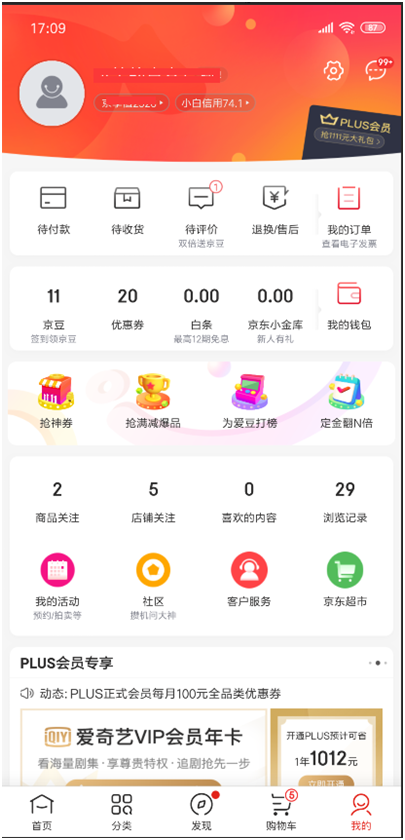 17:09
87
99+
京享值2520
小白信用74.1
PLUS会员
抢1111元大礼包
1
待付款
待收货
待评价
退换/售后
我的订单
双倍送京豆
查看电子发票
11
20
0.00
0.00
京豆
优惠券
白条
京东小金库
我的钱包
签到领京豆
最高12期免息
新人有礼
抢神券
抢满减爆品
为爱豆打榜
定金翻N倍
2
5
0
29
商品关注
店铺关注
喜欢的内容
浏览记录
我的活动
社区
客户服务
京东超市
预约/拍卖等
攒机问大神
PLUS会员专享
动态: PLUS正式会员每月100元全品类优惠券
iQIY 爱奇艺VIP会员年卡
看海量剧集·享尊贵特权·追剧抢先一步
开通PLUS预计可省
1年1012元
立即开通
5
首页
分类
发现
购物车
我的